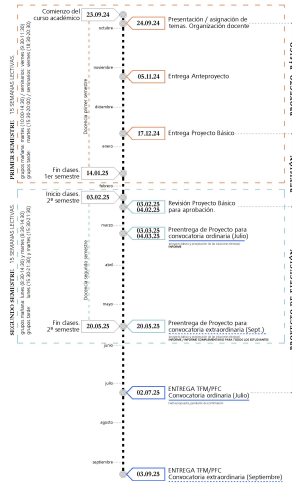 Comienzo del
curso académico
23.09.24
24.09.24
Presentación / asignación de
temas. Organización docente
octubre
noviembre
05.11.24
Entrega Anteproyecto
diciembre
17.12.24
Entrega Proyecto Básico
enero
Fin clases
1er semestre
14.01.25
febrero
Inicio clases
2º semestre
03.02.25
03.02.25
04.02.25
Revisión Proyecto Básico
para aprobación.
marzo
03.03.25
04.03.25
Preentrega de Proyecto para
convocatoria ordinaria (Julio)
abril
mayo
Fin clases
2º semestre
20.05.25
20.05.25
Preentrega de Proyecto para
convocatoria extraordinaria (Sept.)
junio
julio
02.07.25
ENTREGA TFM/PFC
Convocatoria ordinaria (Julio)
agosto
septiembre
03.09.25
ENTREGA TFM/PFC
Convocatoria extraordinaria (Septiembre)
PRIMER SEMESTRE: 15 SEMANAS LECTIVAS
Docencia primer semestre
SEGUNDO SEMESTRE: 15 SEMANAS LECTIVAS
Docencia segundo semestre